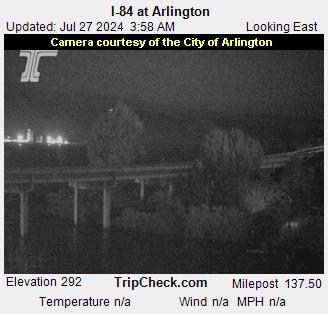 I-84 at Arlington
Updated: Jul 27 2024 3:58 AM Looking East
Camera courtesy of the City of Arlington
Elevation 292 TripCheck.com Milepost 137.50
Temperature n/a Wind n/a MPH n/a